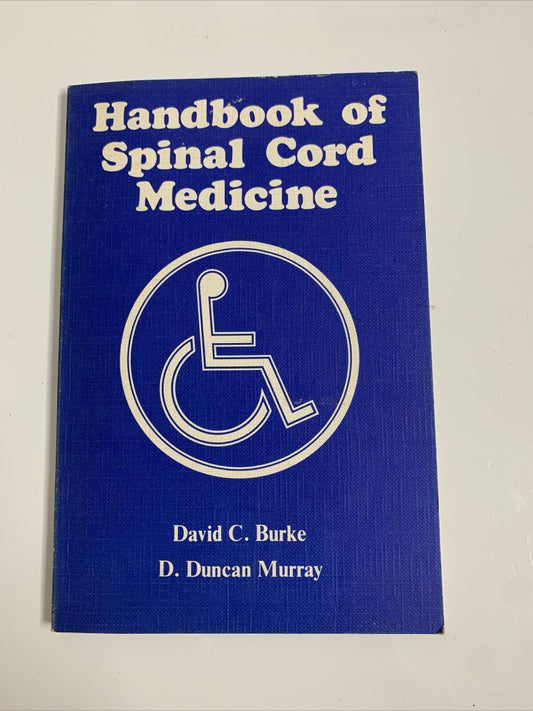 Handbook of
Spinal Cord
Medicine
David C. Burke
D. Duncan Murray